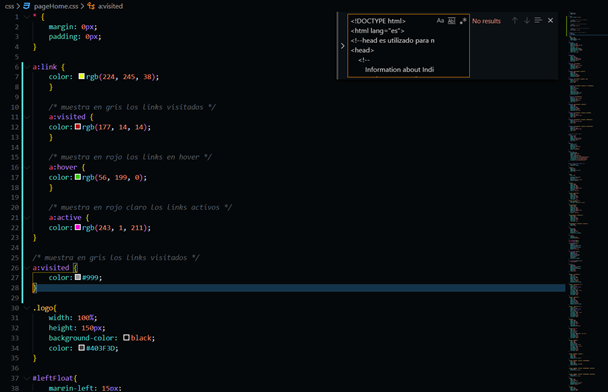 css > pageHome.css > a:visited
1 * {
2 margin: 0px;
3 padding: 0px;
4 }
5
6 a:link {
7 color: rgb(224, 245, 38);
8 }
9
10 /* muestra en gris los links visitados */
11 a:visited {
12 color: rgb(177, 14, 14);
13 }
14
15 /* muestra en rojo los links en hover */
16 a:hover {
17 color: rgb(56, 199, 0);
18 }
19
20 /* muestra en rojo claro los links activos */
21 a:active {
22 color: rgb(243, 1, 211);
23 }
24
25 /* muestra en gris los links visitados */
26 a:visited {
27 color: #999;
28 }
29
30 .logo{
31 width: 100%;
32 height: 150px;
33 background-color: black;
34 color: #403F3D;
35 }
36
37 #leftFloat{
38 margin-left: 15px;
<!DOCTYPE html>
<html lang="es">
<!--head es utilizado para n
<head>
<!--
Information about Indi
Aa ab .* No results